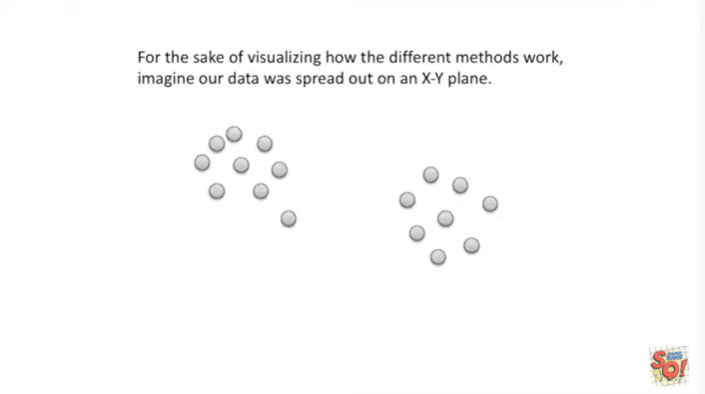 For the sake of visualizing how the different methods work,
imagine our data was spread out on an X-Y plane.